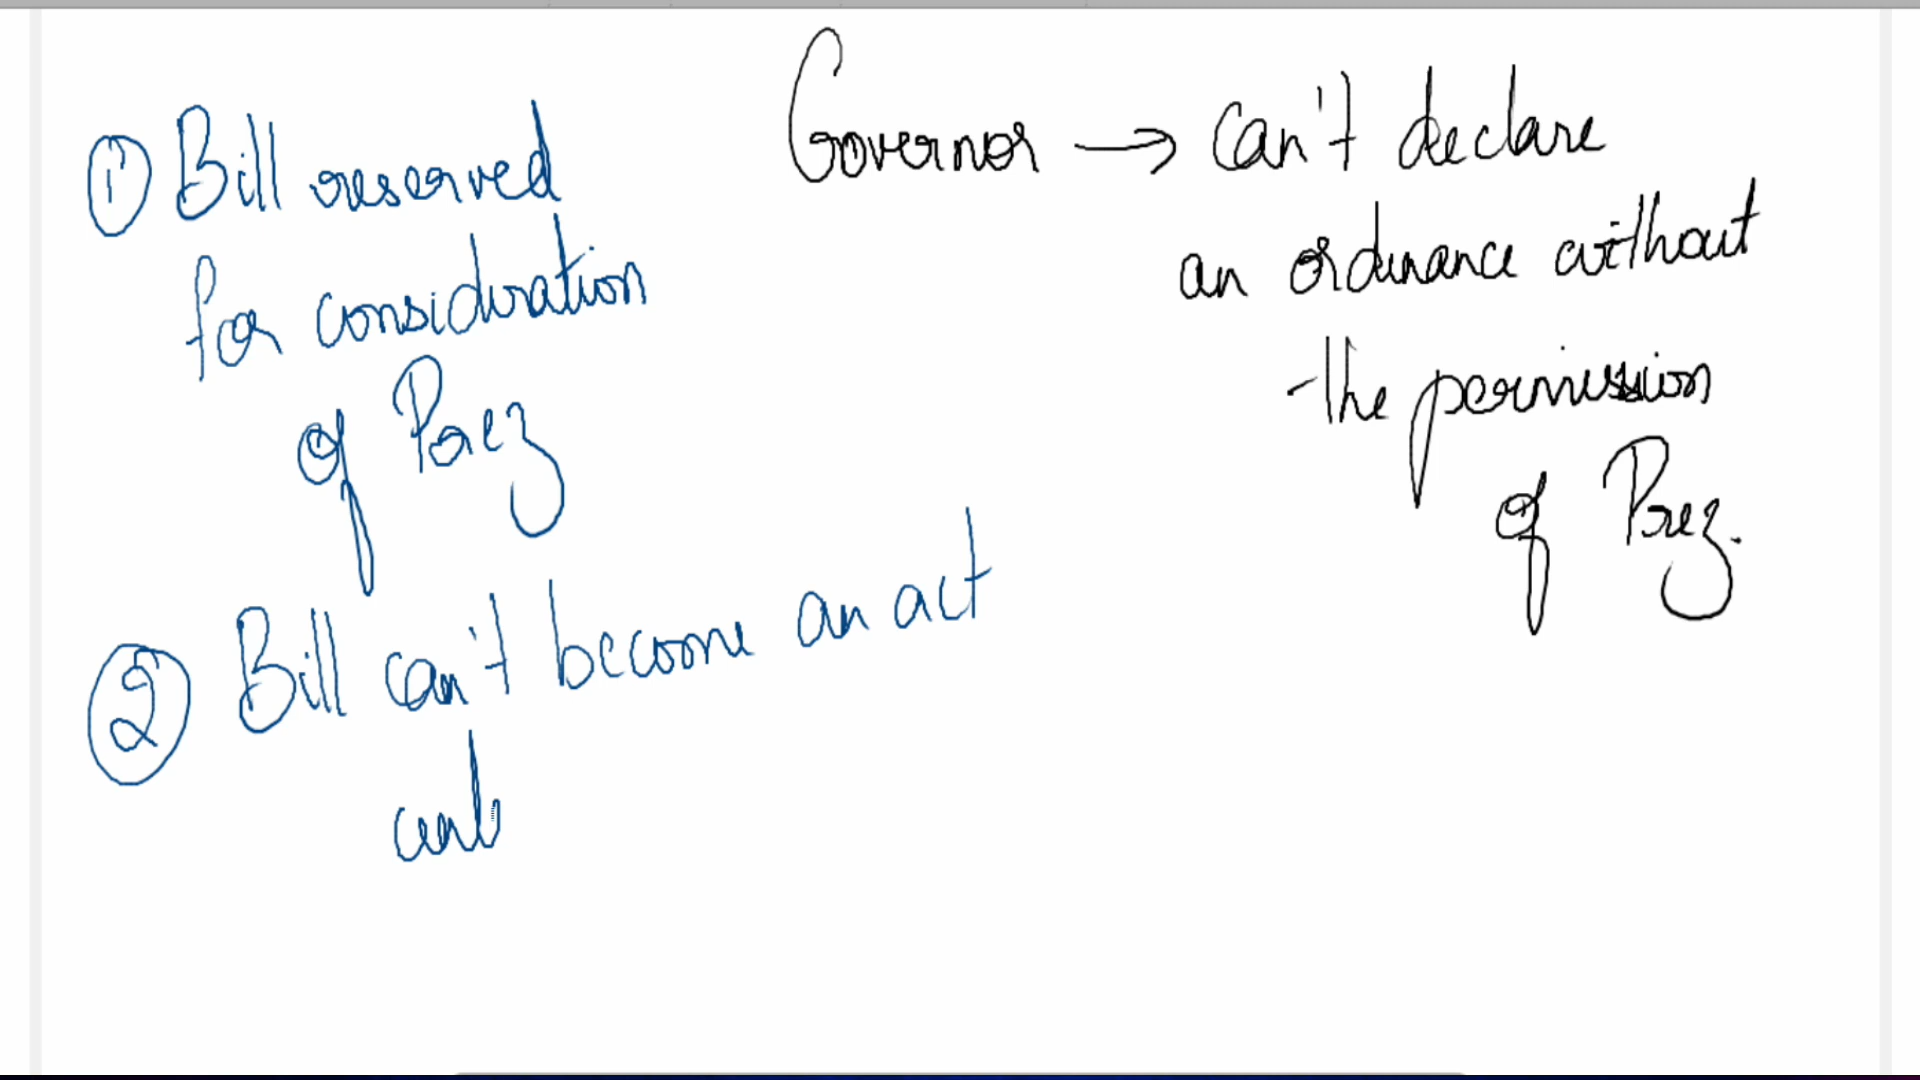 Governor → Can't declare
an ordinance without
the permission
of Prez.
① Bill reserved
for consideration
of Prez
② Bill can't become an act